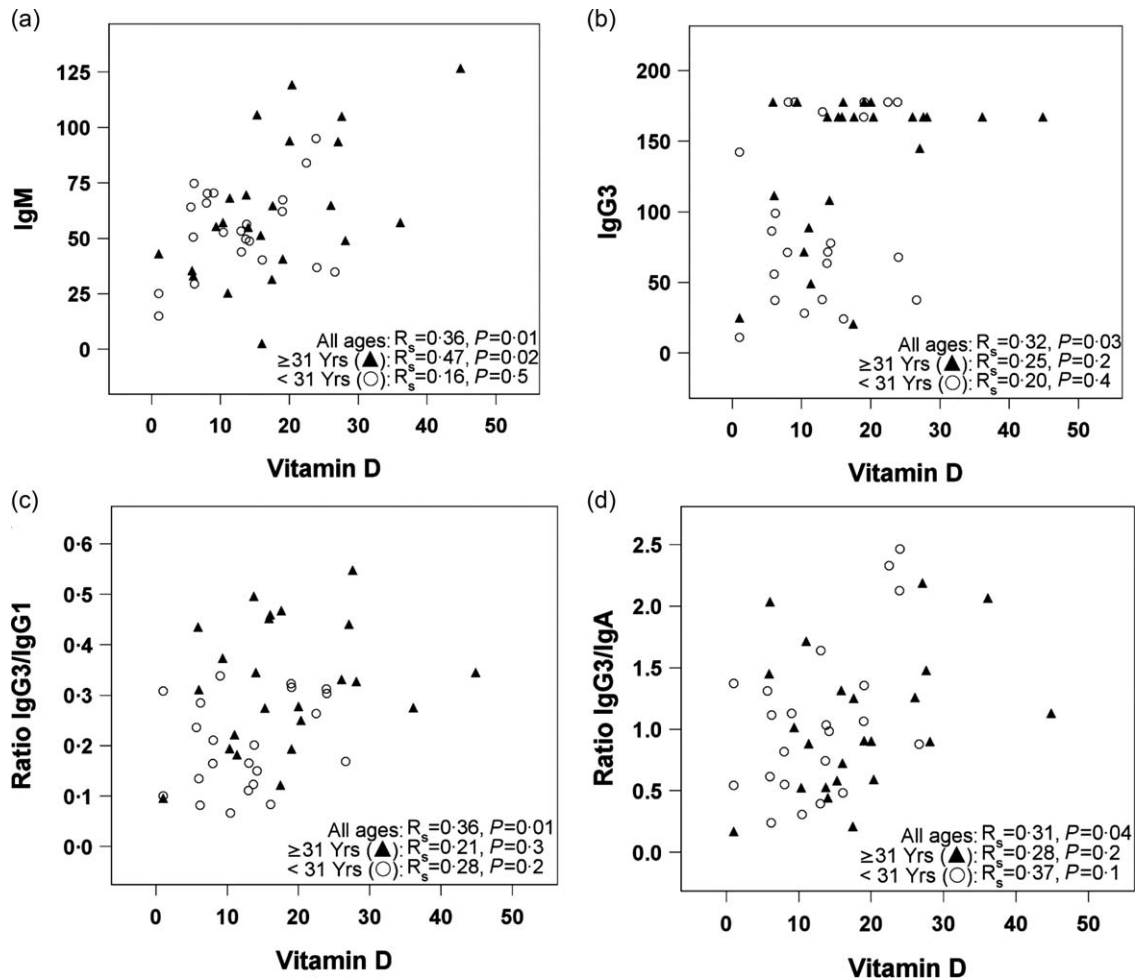 (a)
IgM
125
100
75
50
25
0
All ages: Rs=0·36, P=0·01
≥31 Yrs (▲): Rs=0·47, P=0·02
< 31 Yrs (○): Rs=0·16, P=0·5
0 10 20 30 40 50
Vitamin D
(b)
IgG3
200
150
100
50
0
All ages: Rs=0·32, P=0·03
≥31 Yrs (▲): Rs=0·25, P=0·2
< 31 Yrs (○): Rs=0·20, P=0·4
0 10 20 30 40 50
Vitamin D
(c)
Ratio IgG3/IgG1
0·6
0·5
0·4
0·3
0·2
0·1
0·0
All ages: Rs=0·36, P=0·01
≥31 Yrs (▲): Rs=0·21, P=0·3
< 31 Yrs (○): Rs=0·28, P=0·2
0 10 20 30 40 50
Vitamin D
(d)
Ratio IgG3/IgA
2.5
2.0
1.5
1.0
0.5
0.0
All ages: Rs=0·31, P=0·04
≥31 Yrs (▲): Rs=0·28, P=0·2
< 31 Yrs (○): Rs=0·37, P=0·1
0 10 20 30 40 50
Vitamin D